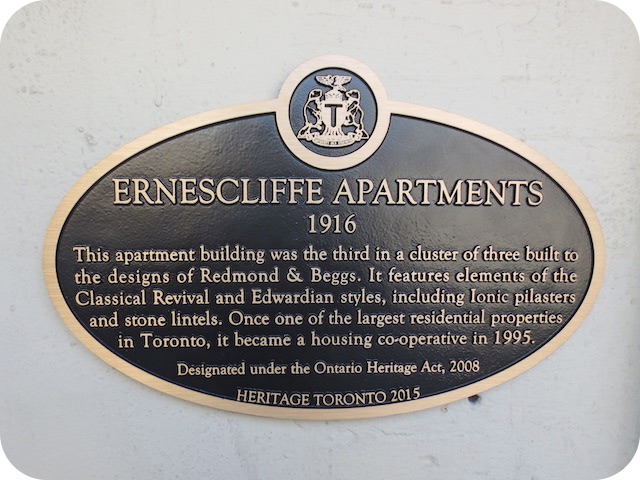 T
ERNESCLIFFE APARTMENTS
1916
This apartment building was the third in a cluster of three built to
the designs of Redmond & Beggs. It features elements of the
Classical Revival and Edwardian styles, including Ionic pilasters
and stone lintels. Once one of the largest residential properties
in Toronto, it became a housing co-operative in 1995.
Designated under the Ontario Heritage Act, 2008
HERITAGE TORONTO 2015